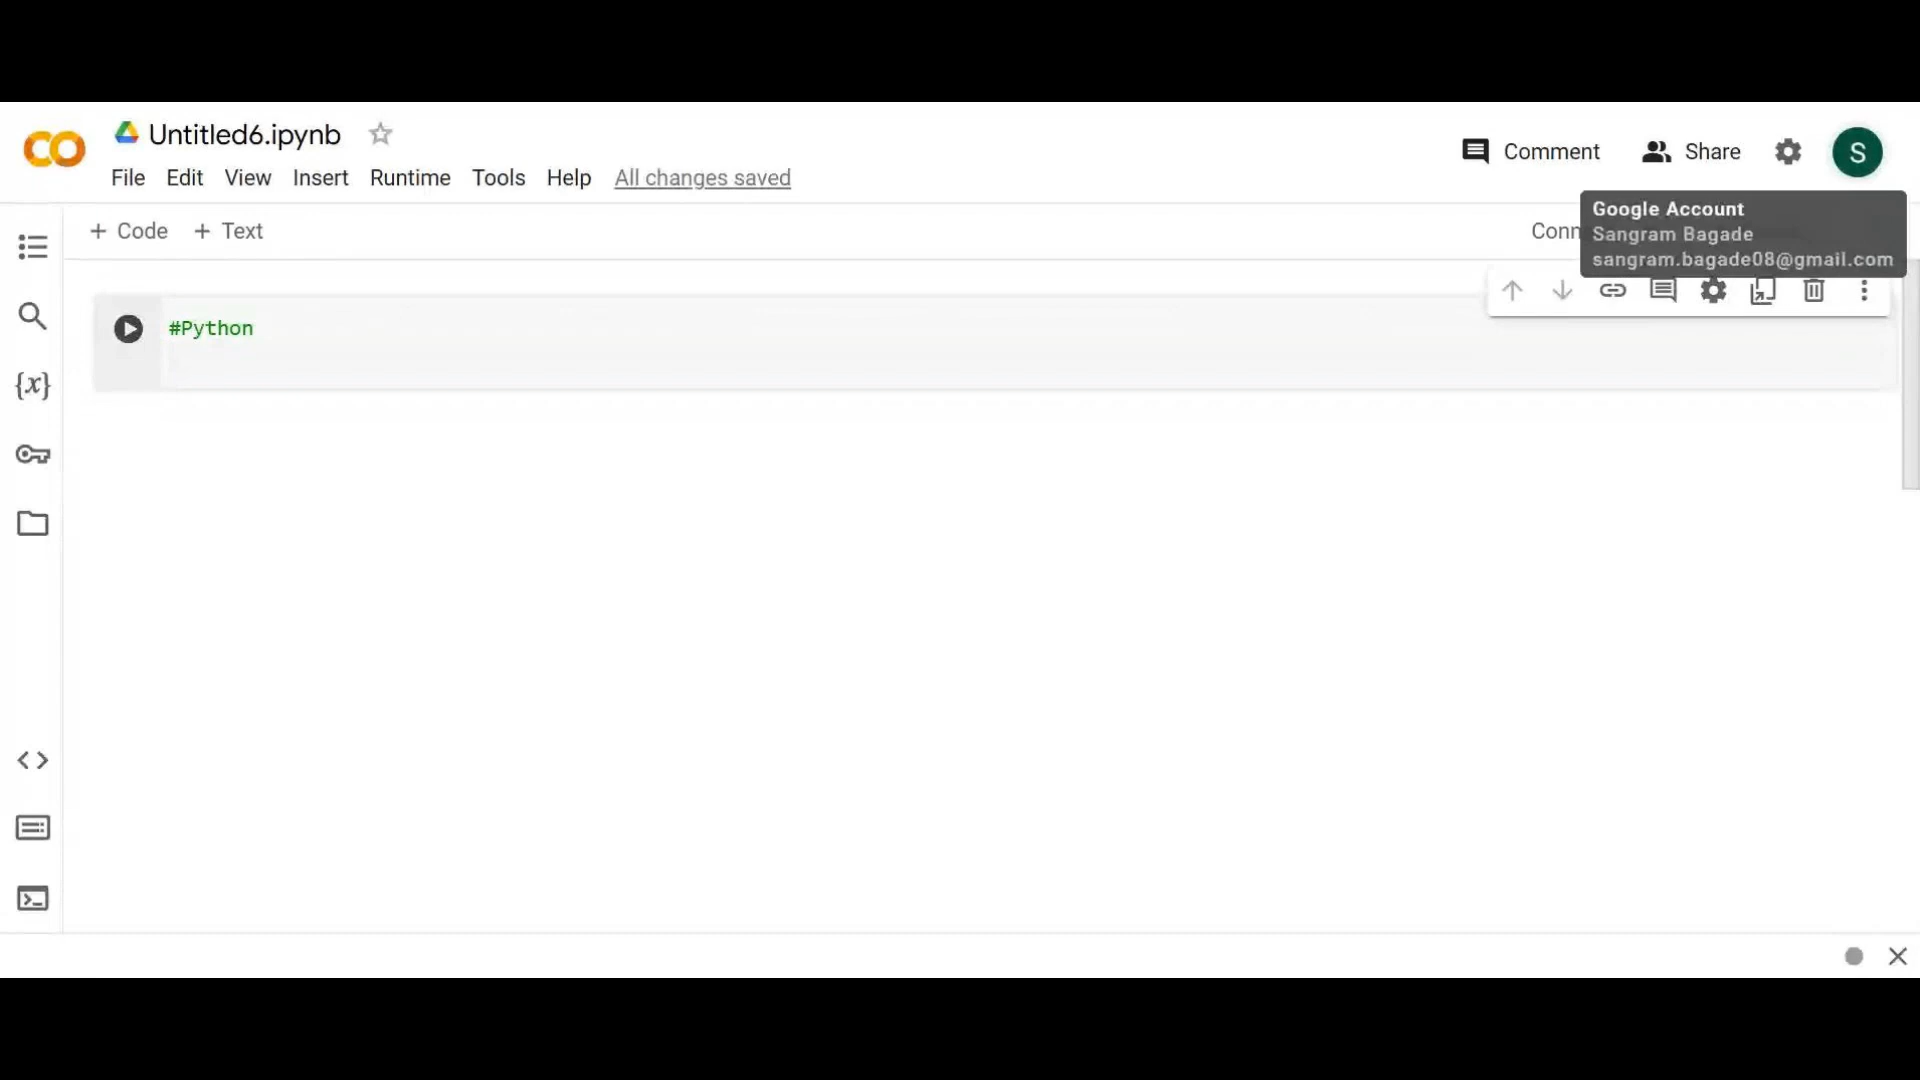 Untitled6.ipynb
Comment
Share
S
File Edit View Insert Runtime Tools Help All changes saved
+ Code + Text
Conn
Google Account
Sangram Bagade
sangram.bagade08@gmail.com
{x}
#Python